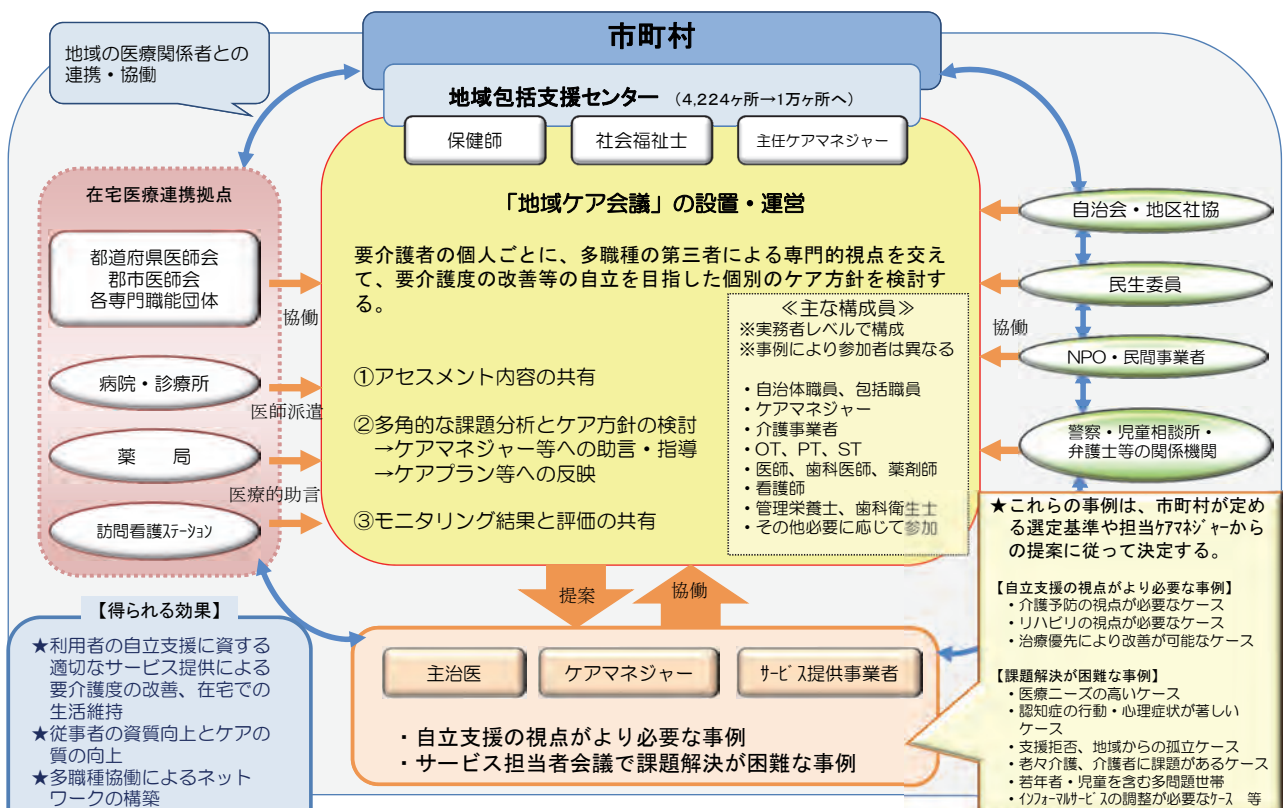 市町村
地域の医療関係者との
連携・協働
地域包括支援センター （4,224ヶ所→1万ヶ所へ）
保健師
社会福祉士
主任ケアマネジャー
在宅医療連携拠点
都道府県医師会
郡市医師会
各専門職能団体
協働
病院・診療所
医師派遣
薬　局
医療的助言
訪問看護ｽﾃｰｼｮﾝ
「地域ケア会議」の設置・運営
要介護者の個人ごとに、多職種の第三者による専門的視点を交え
て、要介護度の改善等の自立を目指した個別のケア方針を検討す
る。
①アセスメント内容の共有
②多角的な課題分析とケア方針の検討
→ケアマネジャー等への助言・指導
→ケアプラン等への反映
③モニタリング結果と評価の共有
≪主な構成員≫
※実務者レベルで構成
※事例により参加者は異なる
・自治体職員、包括職員
・ケアマネジャー
・介護事業者
・OT、PT、ST
・医師、歯科医師、薬剤師
・看護師
・管理栄養士、歯科衛生士
・その他必要に応じて参加
自治会・地区社協
民生委員
協働
NPO・民間事業者
警察・児童相談所・
弁護士等の関係機関
提案
協働
主治医
ケアマネジャー
ｻｰﾋﾞｽ提供事業者
・自立支援の視点がより必要な事例
・サービス担当者会議で課題解決が困難な事例
【得られる効果】
★利用者の自立支援に資する
適切なサービス提供による
要介護度の改善、在宅での
生活維持
★従事者の資質向上とケアの
質の向上
★多職種協働によるネット
ワークの構築
★これらの事例は、市町村が定め
る選定基準や担当ｹｱﾏﾈｼﾞｬｰから
の提案に従って決定する。
【自立支援の視点がより必要な事例】
・介護予防の視点が必要なケース
・リハビリの視点が必要なケース
・治療優先により改善が可能なケース
【課題解決が困難な事例】
・医療ニーズの高いケース
・認知症の行動・心理症状が著しい
ケース
・支援拒否、地域からの孤立ケース
・老々介護、介護者に課題があるケース
・若年者・児童を含む多問題世帯
・ｲﾝﾌｫｰﾏﾙｻｰﾋﾞｽの調整が必要なｹｰｽ　等